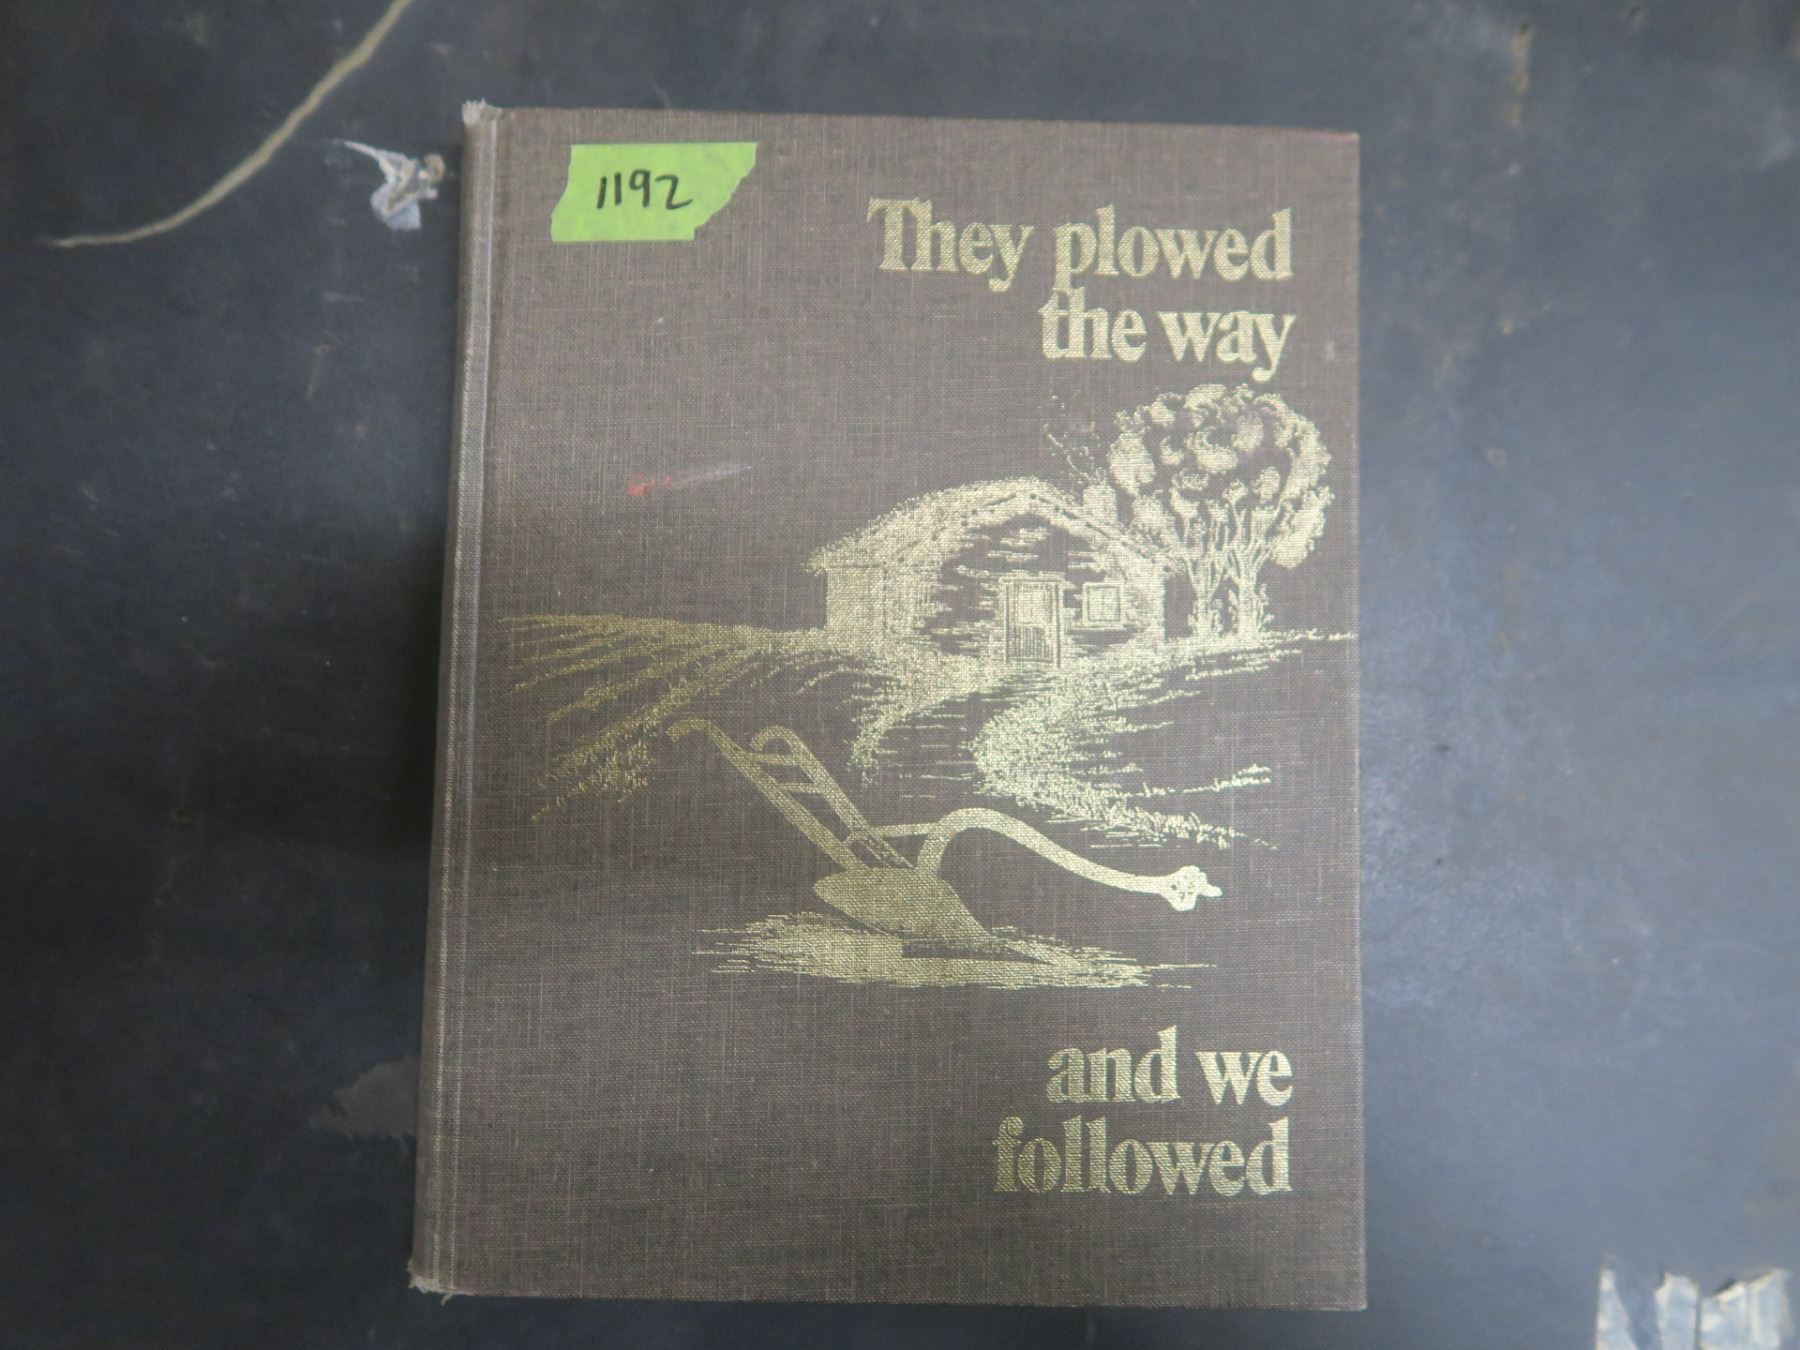 1192
They plowed
the way
and we
followed